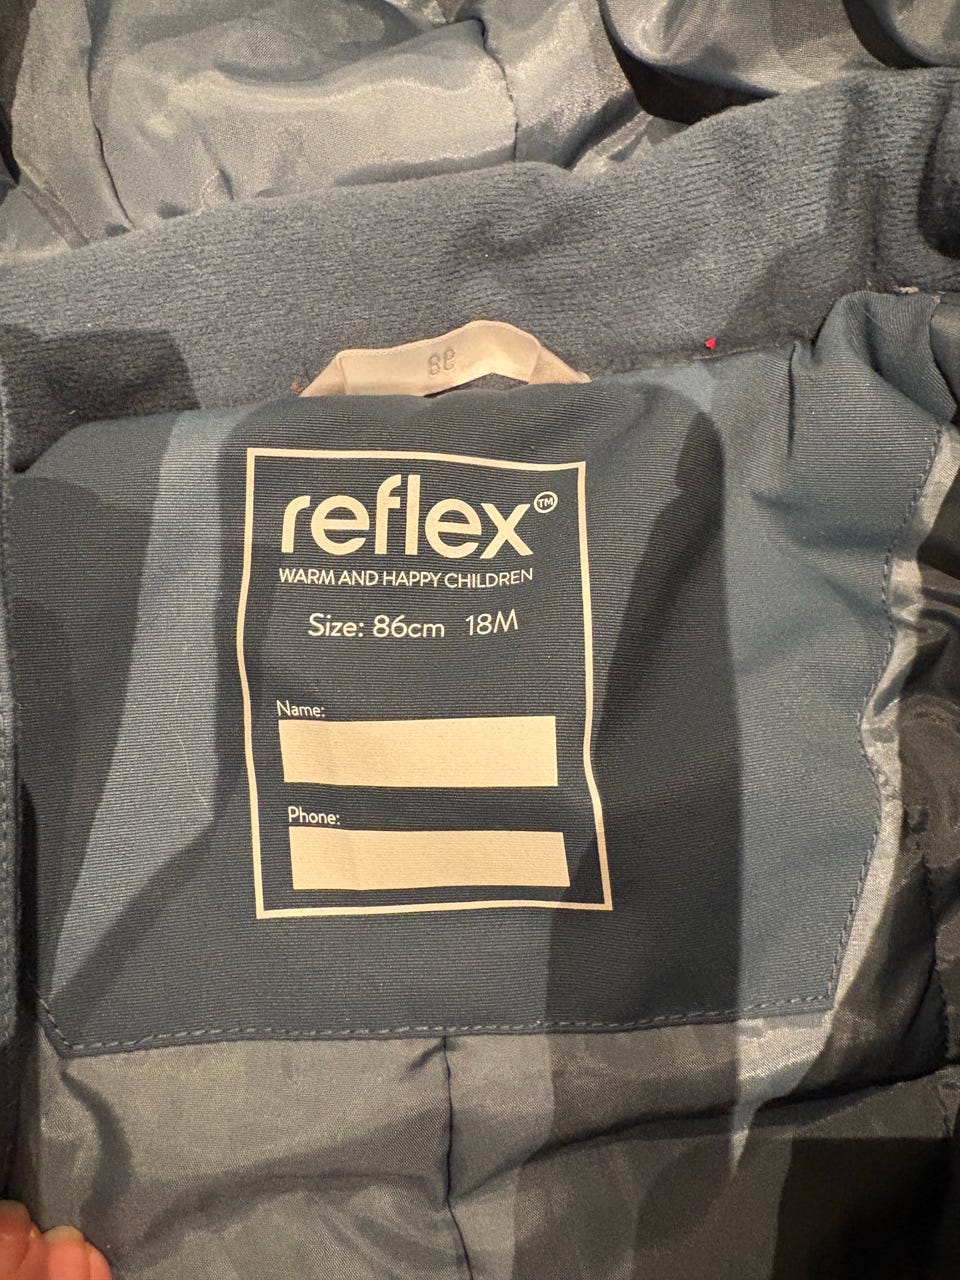 98
reflex™
WARM AND HAPPY CHILDREN
Size: 86cm 18M
Name:
Phone: